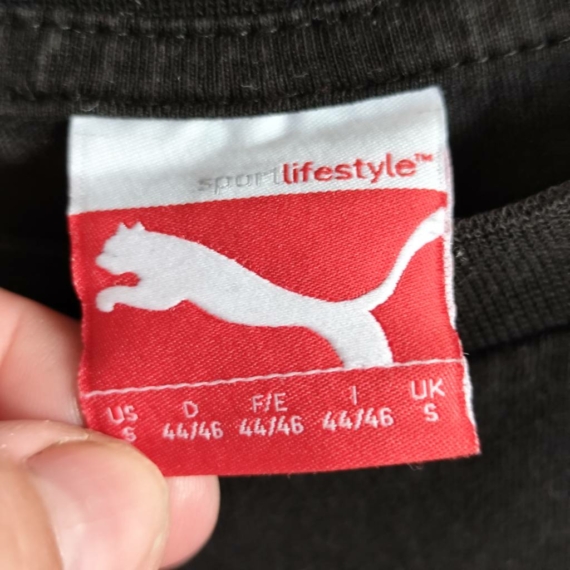 sportlifestyle™
US D F/E I UK
S 44/46 44/46 44/46 S